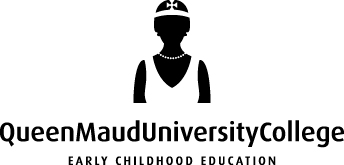 QueenMaudUniversityCollege
EARLY CHILDHOOD EDUCATION